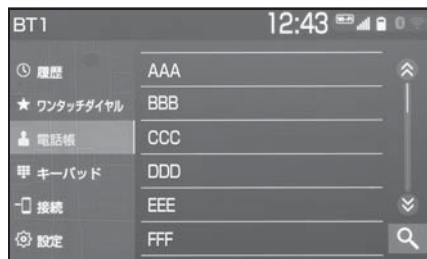 BT1 12:43
履歴
ワンタッチダイヤル
電話帳
キーパッド
接続
設定
AAA
BBB
CCC
DDD
EEE
FFF